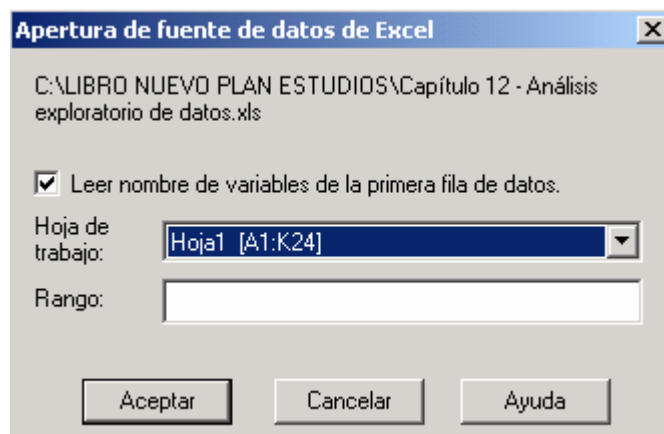 Apertura de fuente de datos de Excel
C:\LIBRO NUEVO PLAN ESTUDIOS\Capítulo 12 - Análisis
exploratorio de datos.xls
Leer nombre de variables de la primera fila de datos.
Hoja de
trabajo:
Hoja1 [A1:K24]
Rango:
Aceptar Cancelar Ayuda